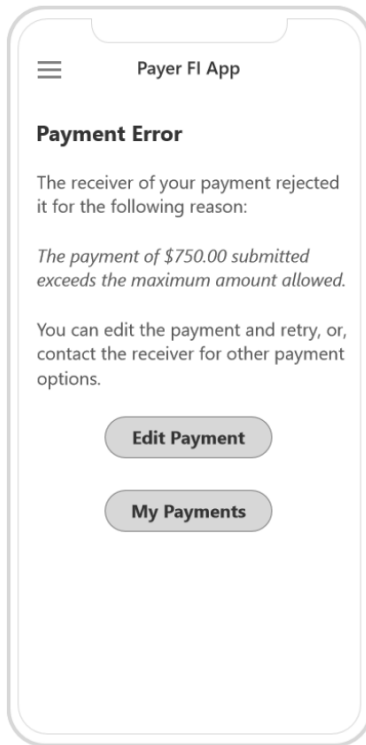 Payer FI App
Payment Error
The receiver of your payment rejected
it for the following reason:
The payment of $750.00 submitted
exceeds the maximum amount allowed.
You can edit the payment and retry, or,
contact the receiver for other payment
options.
Edit Payment
My Payments